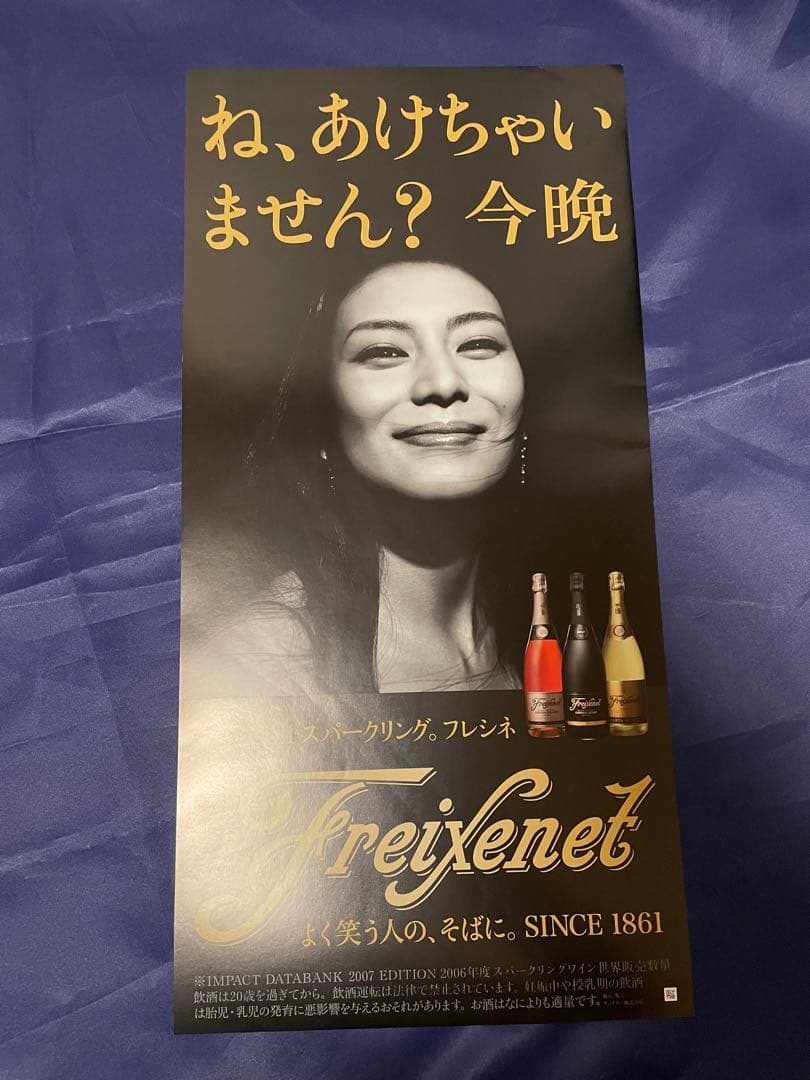 ね、あけちゃい
ません? 今晩
Freixenet
Freixenet
Freixenet
スパークリング。フレシネ
Freixenet
よく笑う人の、そばに。 SINCE 1861
※IMPACT DATABANK 2007 EDITION 2006年度 スパークリングワイン世界販売数量
飲酒は20歳を過ぎてから。飲酒運転は法律で禁止されています。妊娠中や授乳期の飲酒
は胎児・乳児の発育に悪影響を与えるおそれがあります。お酒はなによりも適量です。